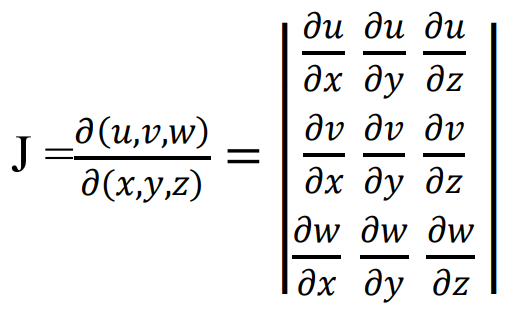 J = ∂(u,v,w)/∂(x,y,z) = | ∂u/∂x ∂u/∂y ∂u/∂z |
| ∂v/∂x ∂v/∂y ∂v/∂z |
| ∂w/∂x ∂w/∂y ∂w/∂z |